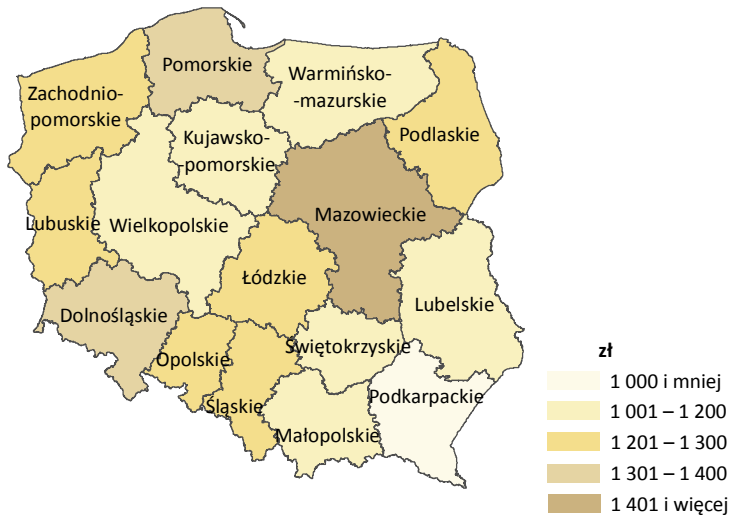 Pomorskie
Warmińsko-
-mazurskie
Zachodnio-
pomorskie
Podlaskie
Kujawsko-
-pomorskie
Mazowieckie
Lubuskie
Wielkopolskie
Łódzkie
Lubelskie
Dolnośląskie
Świętokrzyskie
Opolskie
Śląskie
Podkarpackie
Małopolskie
zł
1 000 i mniej
1 001 – 1 200
1 201 – 1 300
1 301 – 1 400
1 401 i więcej